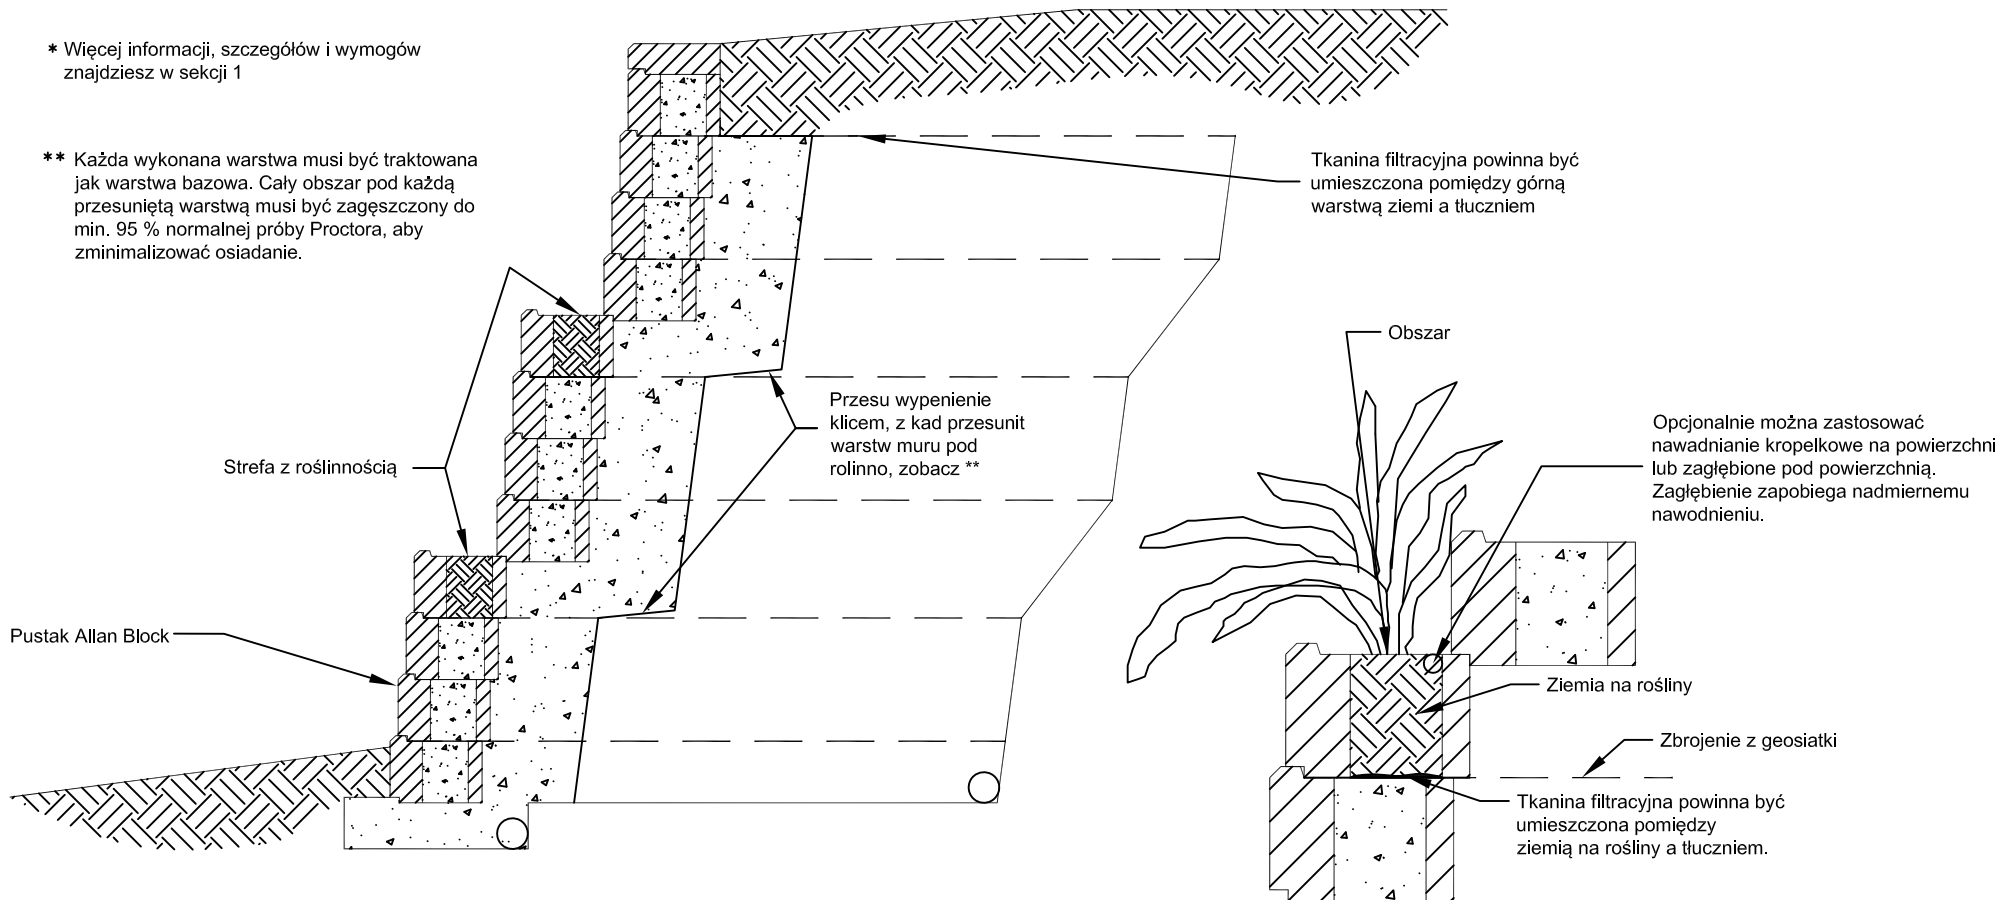 * Więcej informacji, szczegółów i wymogów
znajdziesz w sekcji 1
** Każda wykonana warstwa musi być traktowana
jak warstwa bazowa. Cały obszar pod każdą
przesuniętą warstwą musi być zagęszczony do
min. 95 % normalnej próby Proctora, aby
zminimalizować osiadanie.
Tkanina filtracyjna powinna być
umieszczona pomiędzy górną
warstwą ziemi a tłuczniem
Obszar
Przesu wypenienie
klicem, z kad przesunit
warstw muru pod
rolinno, zobacz **
Opcjonalnie można zastosować
nawadnianie kropelkowe na powierzchni
lub zagłębione pod powierzchnią.
Zagłębienie zapobiega nadmiernemu
nawodnieniu.
Strefa z roślinnością
Pustak Allan Block
Ziemia na rośliny
Zbrojenie z geosiatki
Tkanina filtracyjna powinna być
umieszczona pomiędzy
ziemią na rośliny a tłuczniem.